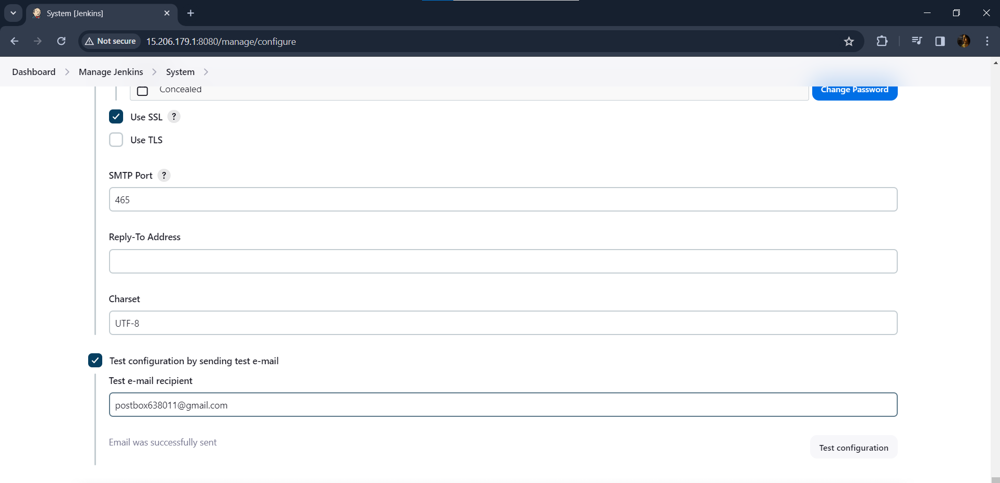 System [Jenkins]
Not secure
15.206.179.1:8080/manage/configure
Dashboard
Manage Jenkins
System
Concealed
Change Password
Use SSL ?
Use TLS
SMTP Port ?
465
Reply-To Address
Charset
UTF-8
Test configuration by sending test e-mail
Test e-mail recipient
postbox638011@gmail.com
Email was successfully sent
Test configuration